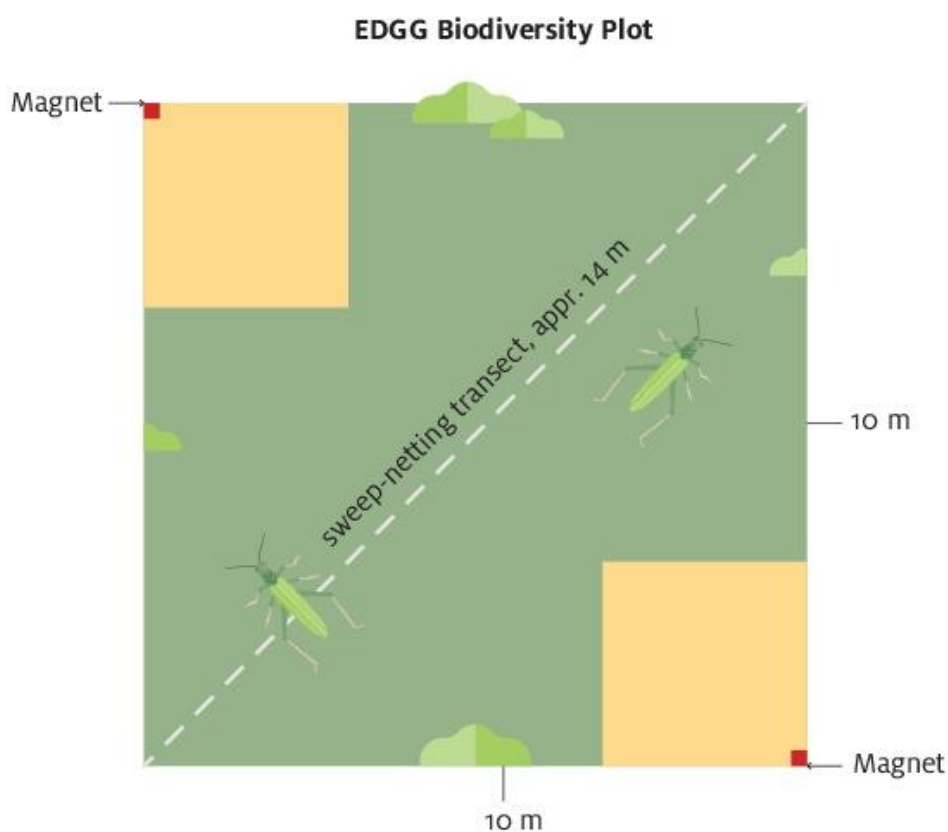 EDGG Biodiversity Plot
Magnet
sweep-netting transect, appr. 14 m
10 m
Magnet
10 m